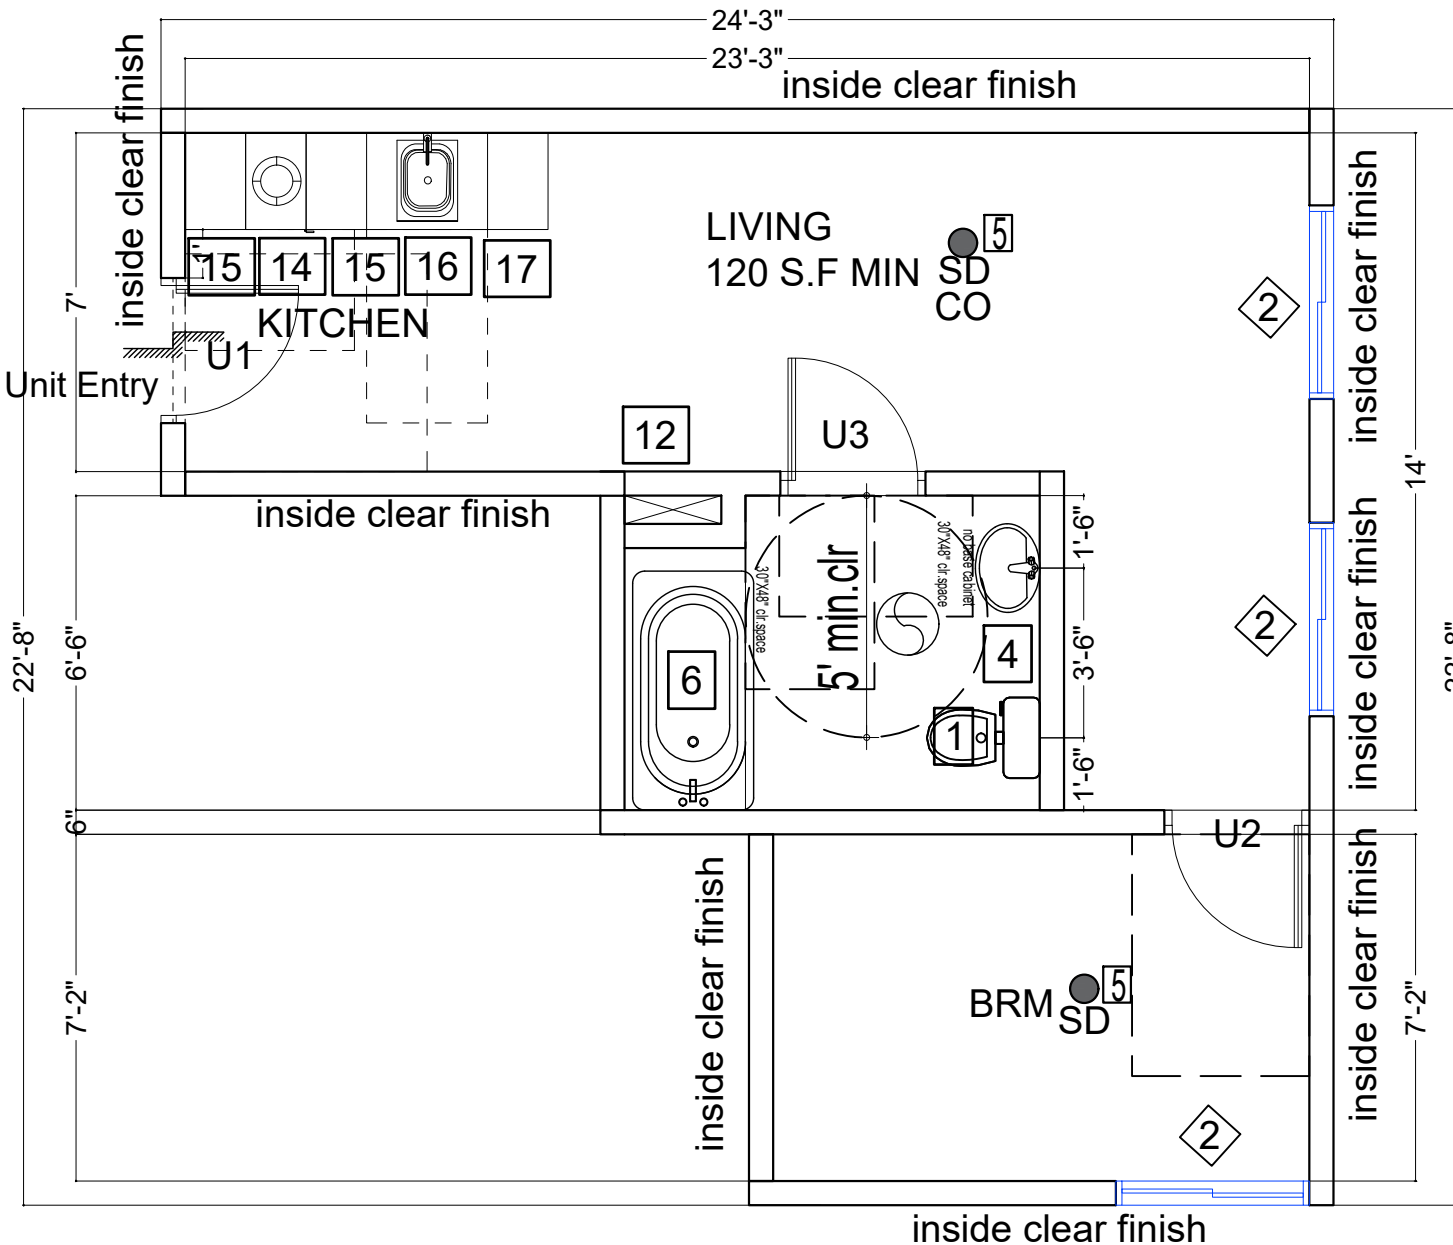 24'-3"
23'-3"
inside clear finish
inside clear finish
inside clear finish
LIVING
120 S.F MIN
5
SD
CO
15
14
15
16
17
1'
KITCHEN
U1
Unit Entry
7'
2
12
U3
14'
inside clear finish
inside clear finish
1'-6"
30"X48" clr.space
no base cabinet
30"X48" clr.space
5' min.clr
2
22'-8"
6'-6"
6
4
3'-6"
22'-8"
1
1'-6"
6"
U2
inside clear finish
inside clear finish
7'-2"
BRM
5
SD
7'-2"
2
inside clear finish